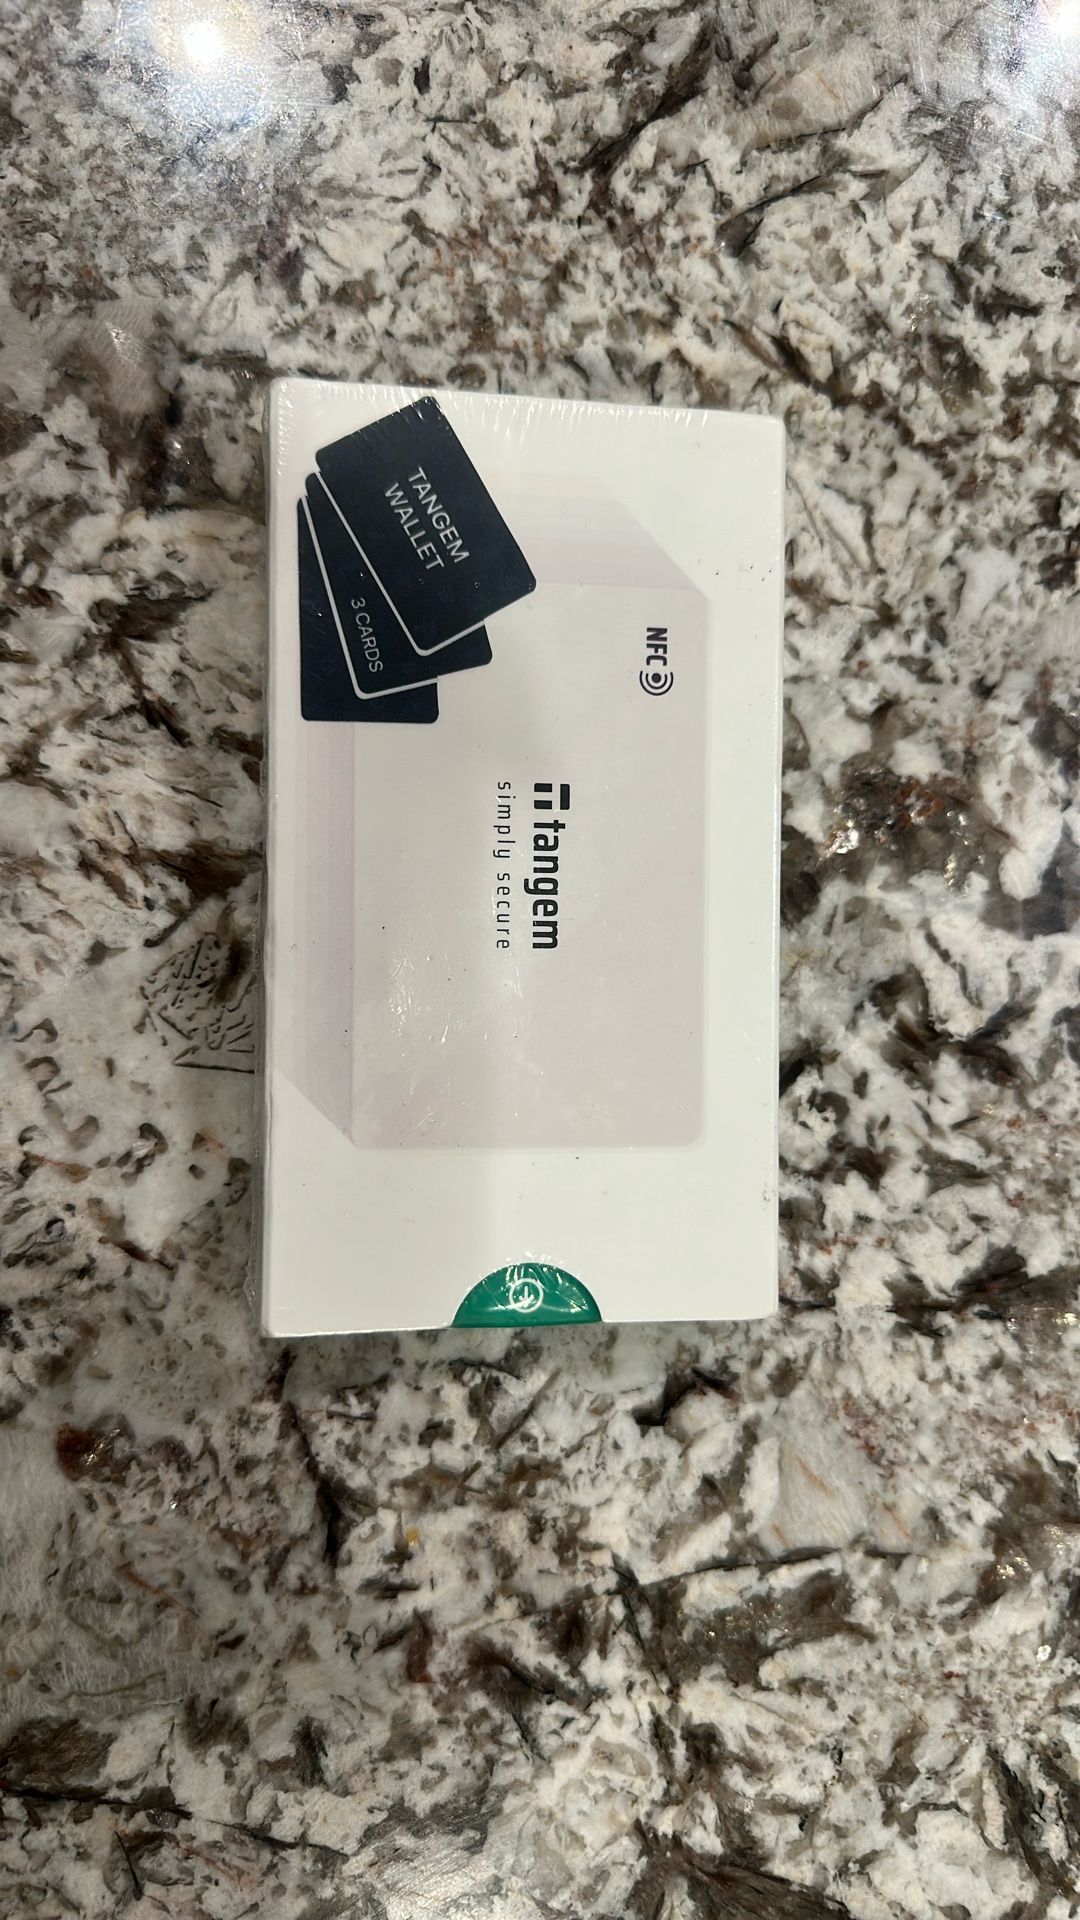 TANGEM
WALLET
3 CARDS
NFC
tangem
simply secure